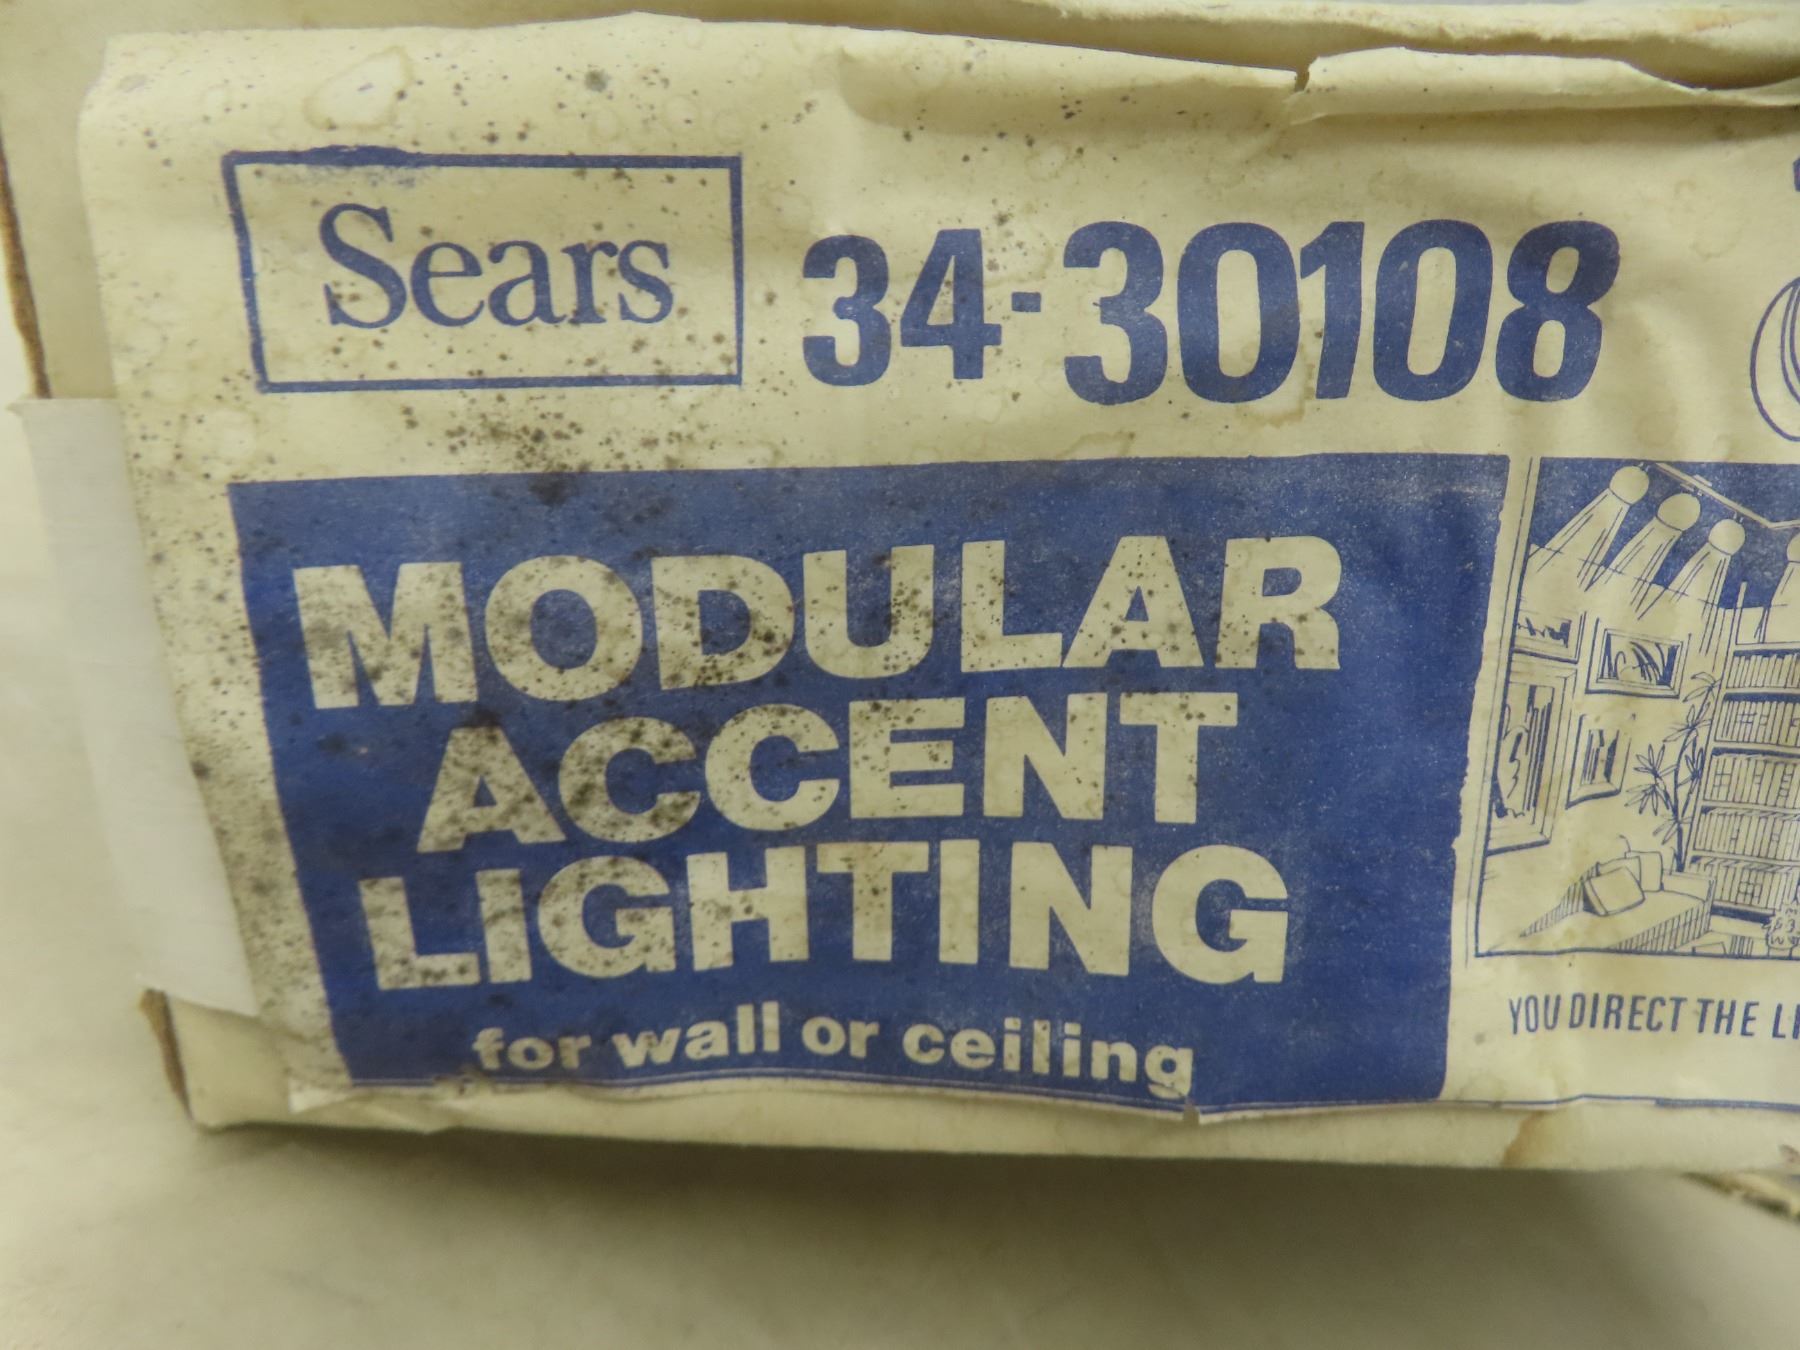 Sears
34-30108
MODULAR
ACCENT
LIGHTING
for wall or ceiling
YOU DIRECT THE